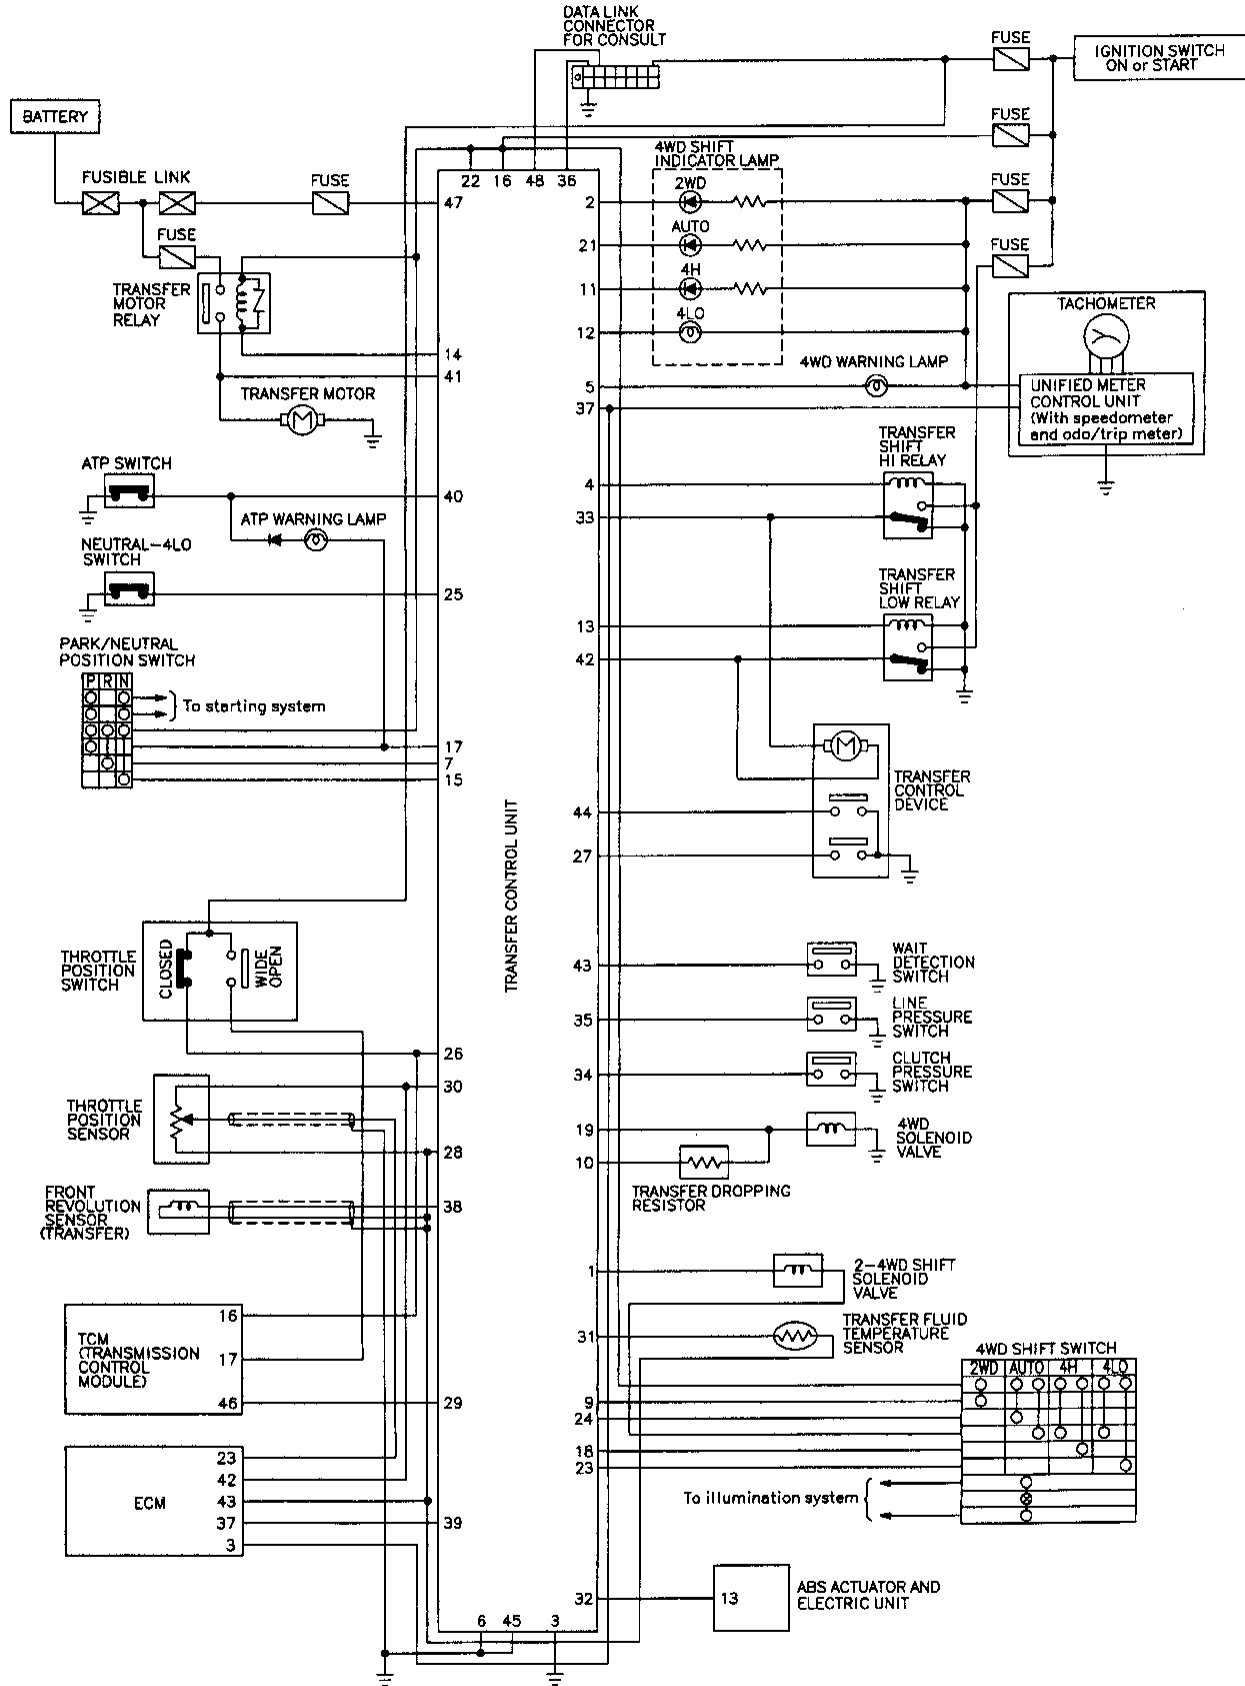 DATA LINK
CONNECTOR
FOR CONSULT
FUSE
IGNITION SWITCH
ON or START
BATTERY
FUSE
4WD SHIFT
INDICATOR LAMP
FUSIBLE LINK
FUSE
22 16 48 36
2WD
FUSE
47
2
FUSE
AUTO
21
FUSE
TRANSFER
MOTOR
RELAY
4H
11
TACHOMETER
4LO
12
14
4WD WARNING LAMP
41
5
UNIFIED METER
CONTROL UNIT
(With speedometer
and odo/trip meter)
TRANSFER MOTOR
M
37
TRANSFER
SHIFT
HI RELAY
ATP SWITCH
4
40
33
ATP WARNING LAMP
NEUTRAL-4LO
SWITCH
TRANSFER
SHIFT
LOW RELAY
25
13
PARK/NEUTRAL
POSITION SWITCH
42
P R N
To starting system
17
7
15
M
TRANSFER
CONTROL
DEVICE
44
27
TRANSFER CONTROL UNIT
THROTTLE
POSITION
SWITCH
CLOSED
WIDE
OPEN
43
WAIT
DETECTION
SWITCH
35
LINE
PRESSURE
SWITCH
26
34
CLUTCH
PRESSURE
SWITCH
30
THROTTLE
POSITION
SENSOR
19
4WD
SOLENOID
VALVE
28
10
TRANSFER DROPPING
RESISTOR
FRONT
REVOLUTION
SENSOR
(TRANSFER)
38
1
2-4WD SHIFT
SOLENOID
VALVE
16
TCM
(TRANSMISSION
CONTROL
MODULE)
17
46
29
31
TRANSFER FLUID
TEMPERATURE
SENSOR
4WD SHIFT SWITCH
2WD AUTO 4H 4LO
9
24
18
23
ECM
23
42
43
37
3
39
To illumination system
32
13
ABS ACTUATOR AND
ELECTRIC UNIT
6 45 3